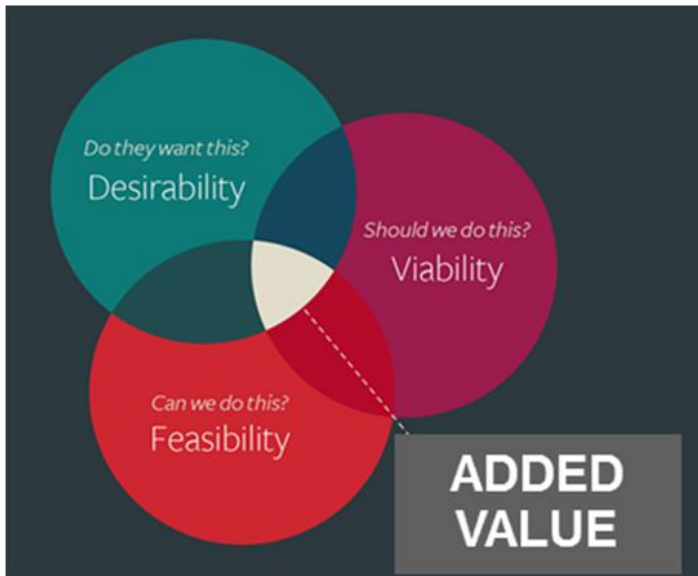 Do they want this?
Desirability
Should we do this?
Viability
Can we do this?
Feasibility
ADDED
VALUE